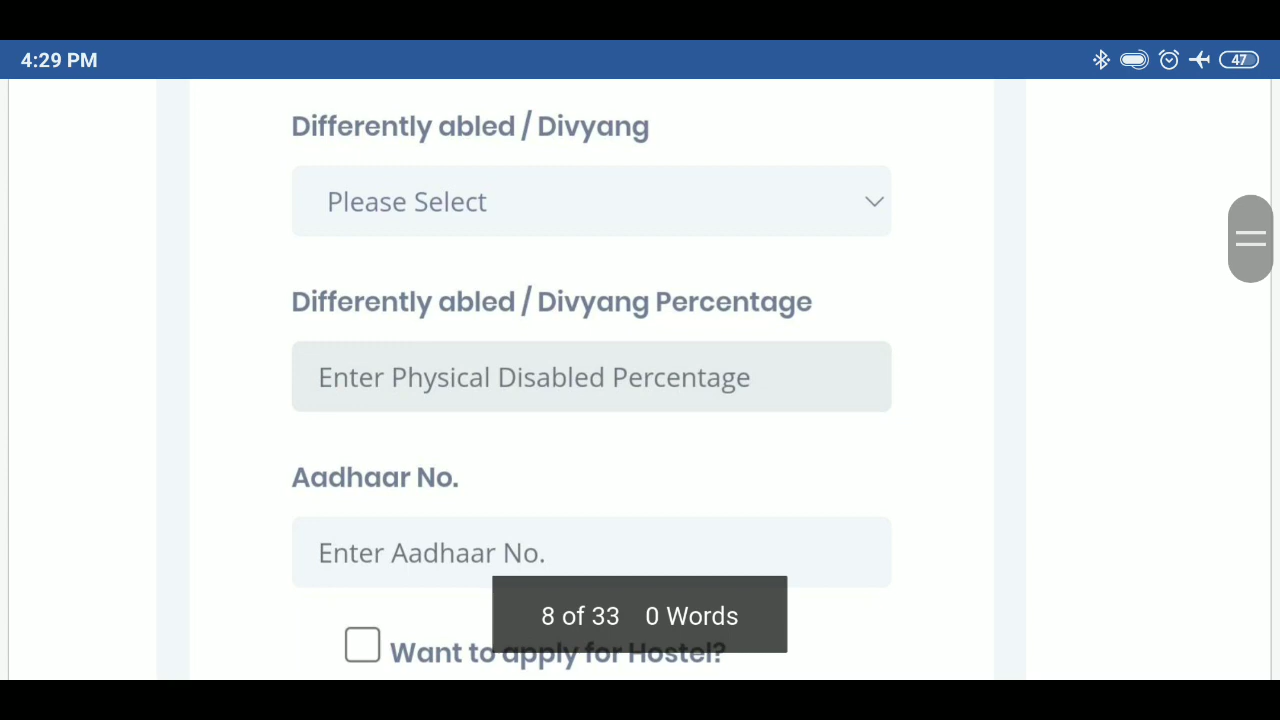 4:29 PM
47
Differently abled / Divyang
Please Select
Differently abled / Divyang Percentage
Enter Physical Disabled Percentage
Aadhaar No.
Enter Aadhaar No.
8 of 33 0 Words
Want to apply for Hostel?